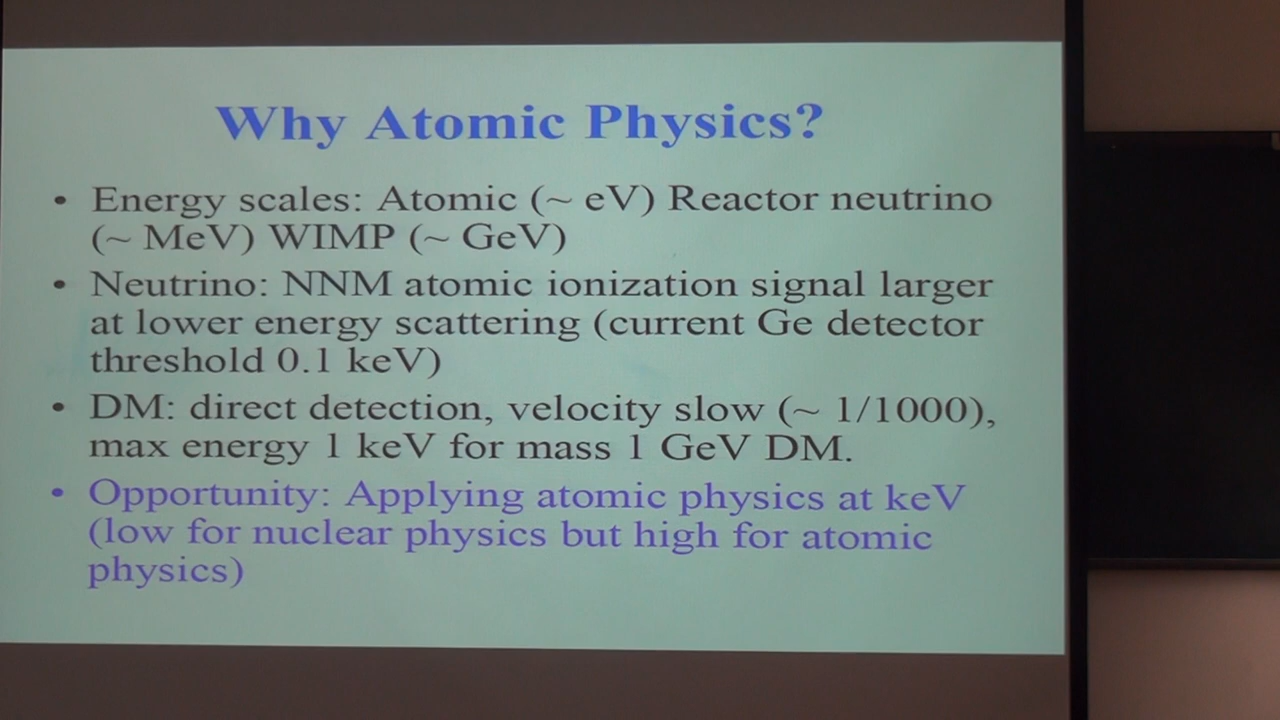 Why Atomic Physics?
• Energy scales: Atomic (~ eV) Reactor neutrino
(~ MeV) WIMP (~ GeV)
• Neutrino: NNM atomic ionization signal larger
at lower energy scattering (current Ge detector
threshold 0.1 keV)
• DM: direct detection, velocity slow (~ 1/1000),
max energy 1 keV for mass 1 GeV DM.
• Opportunity: Applying atomic physics at keV
(low for nuclear physics but high for atomic
physics)